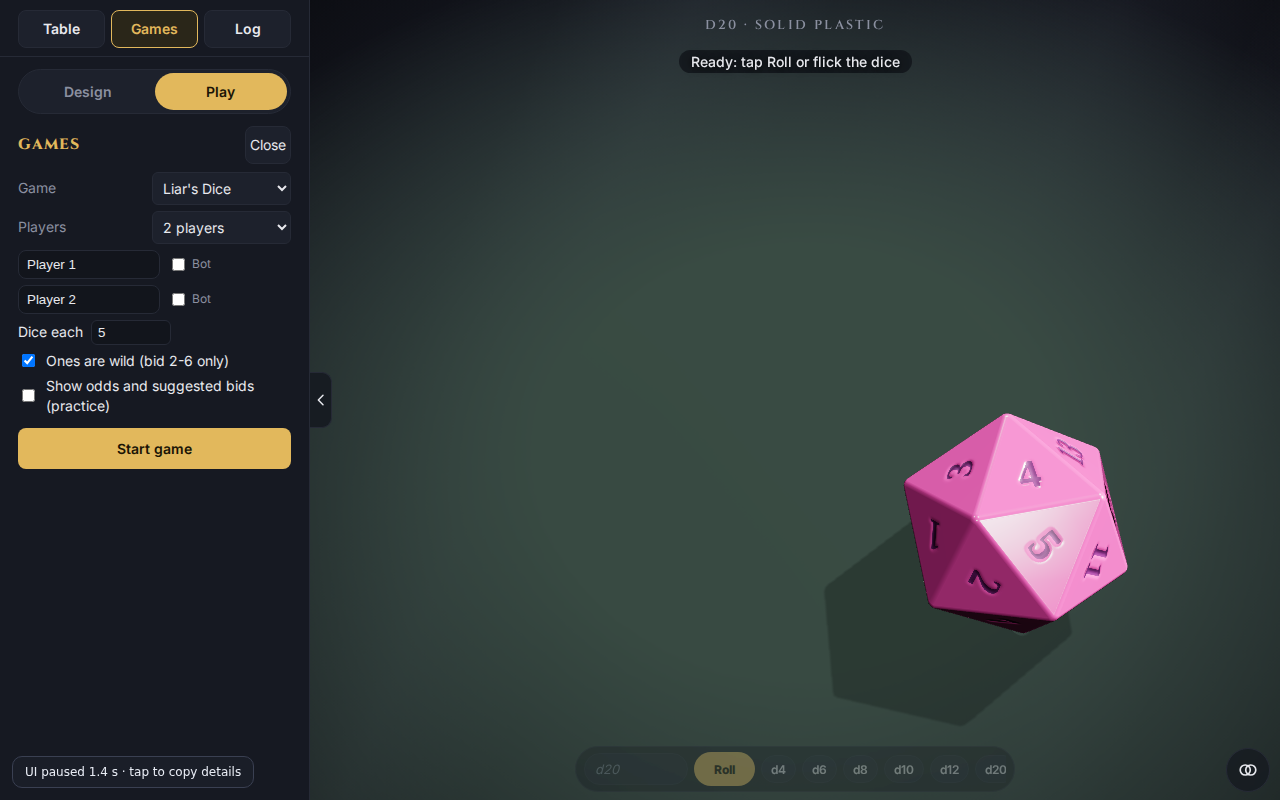 Table Games Log
D20 · SOLID PLASTIC
Ready: tap Roll or flick the dice
Design Play
GAMES Close
Game Liar's Dice
Players 2 players
Player 1 Bot
Player 2 Bot
Dice each 5
Ones are wild (bid 2-6 only)
Show odds and suggested bids
(practice)
Start game
3 4
1 5 11
2
UI paused 1.4 s · tap to copy details
d20 Roll d4 d6 d8 d10 d12 d20